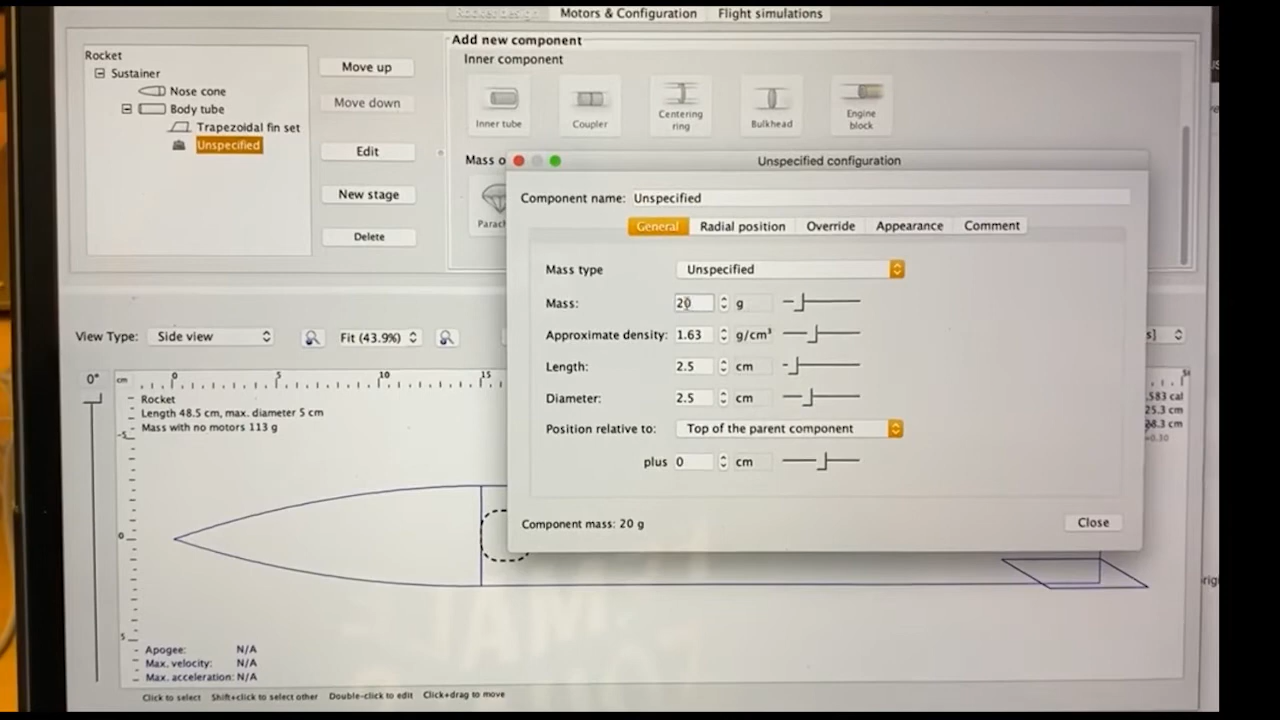 Motors & Configuration Flight simulations
Rocket
Sustainer
Nose cone
Body tube
Trapezoidal fin set
Unspecified
Move up
Move down
Edit
New stage
Delete
Add new component
Inner component
Inner tube
Coupler
Centering
ring
Bulkhead
Engine
block
Unspecified configuration
Component name: Unspecified
General Radial position Override Appearance Comment
Mass type Unspecified
Mass: 20 g
Approximate density: 1.63 g/cm³
Length: 2.5 cm
Diameter: 2.5 cm
Position relative to: Top of the parent component
plus 0 cm
Component mass: 20 g
Close
View Type: Side view Fit (43.9%)
0°
cm 0 5 10 15
Rocket
Length 48.5 cm, max. diameter 5 cm
Mass with no motors 113 g
-5
0
5
25.3 cm
28.3 cm
Apogee: N/A
Max. velocity: N/A
Max. acceleration: N/A
Click to select Shift+click to select other Double-click to edit Click+drag to move